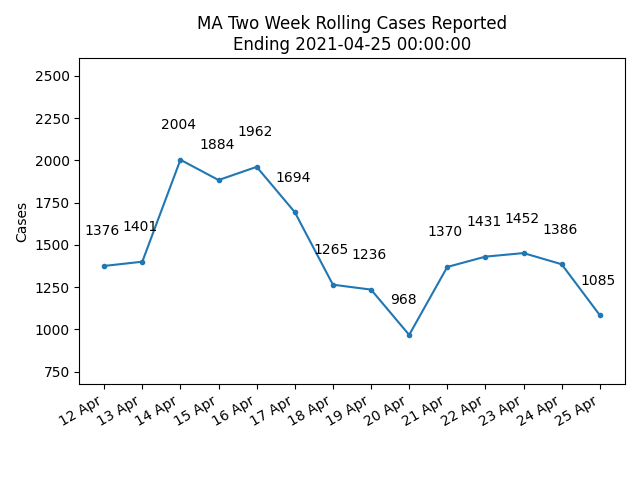 MA Two Week Rolling Cases Reported
Ending 2021-04-25 00:00:00
2500
2250
2000
1750
1500
1250
1000
750
Cases
1376
1401
2004
1884
1962
1694
1265
1236
968
1370
1431
1452
1386
1085
12 Apr
13 Apr
14 Apr
15 Apr
16 Apr
17 Apr
18 Apr
19 Apr
20 Apr
21 Apr
22 Apr
23 Apr
24 Apr
25 Apr